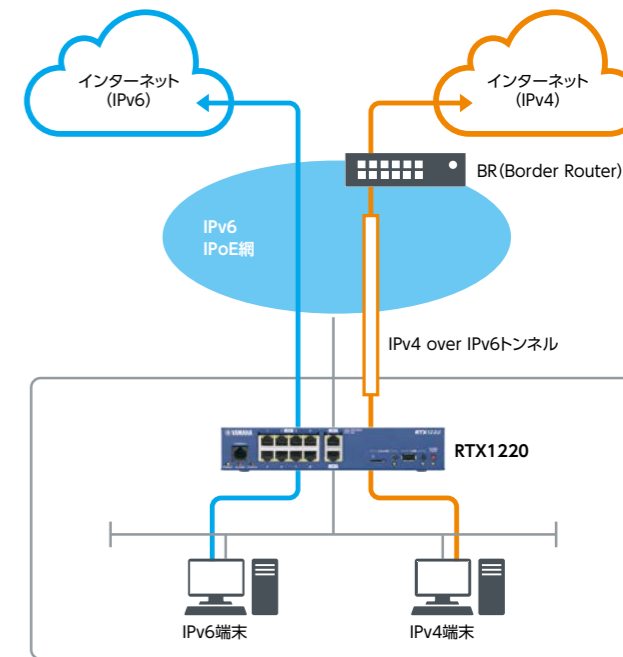 インターネット
(IPv6)
インターネット
(IPv4)
BR(Border Router)
IPv6
IPoE網
IPv4 over IPv6トンネル
YAMAHA
RTX1220
RTX1220
IPv6端末
IPv4端末